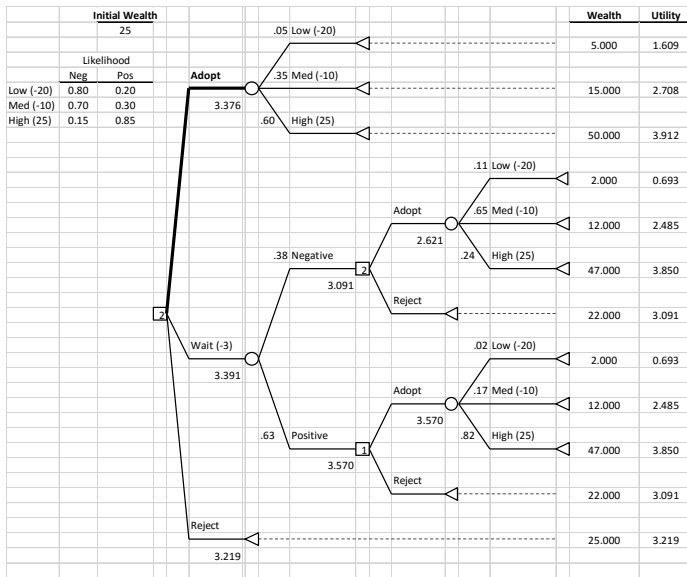 Initial Wealth Wealth Utility
25 .05 Low (-20)
5.000 1.609
Likelihood
Neg Pos Adopt .35 Med (-10)
Low (-20) 0.80 0.20
15.000 2.708
Med (-10) 0.70 0.30 3.376
High (25) 0.15 0.85 .60 High (25)
50.000 3.912
.11 Low (-20)
2.000 0.693
Adopt .65 Med (-10)
12.000 2.485
2.621
.38 Negative .24 High (25)
2 47.000 3.850
3.091
Reject
2 22.000 3.091
Wait (-3) .02 Low (-20)
2.000 0.693
3.391
Adopt .17 Med (-10)
12.000 2.485
3.570
.63 Positive .82 High (25)
1 47.000 3.850
3.570
Reject
22.000 3.091
Reject
25.000 3.219
3.219